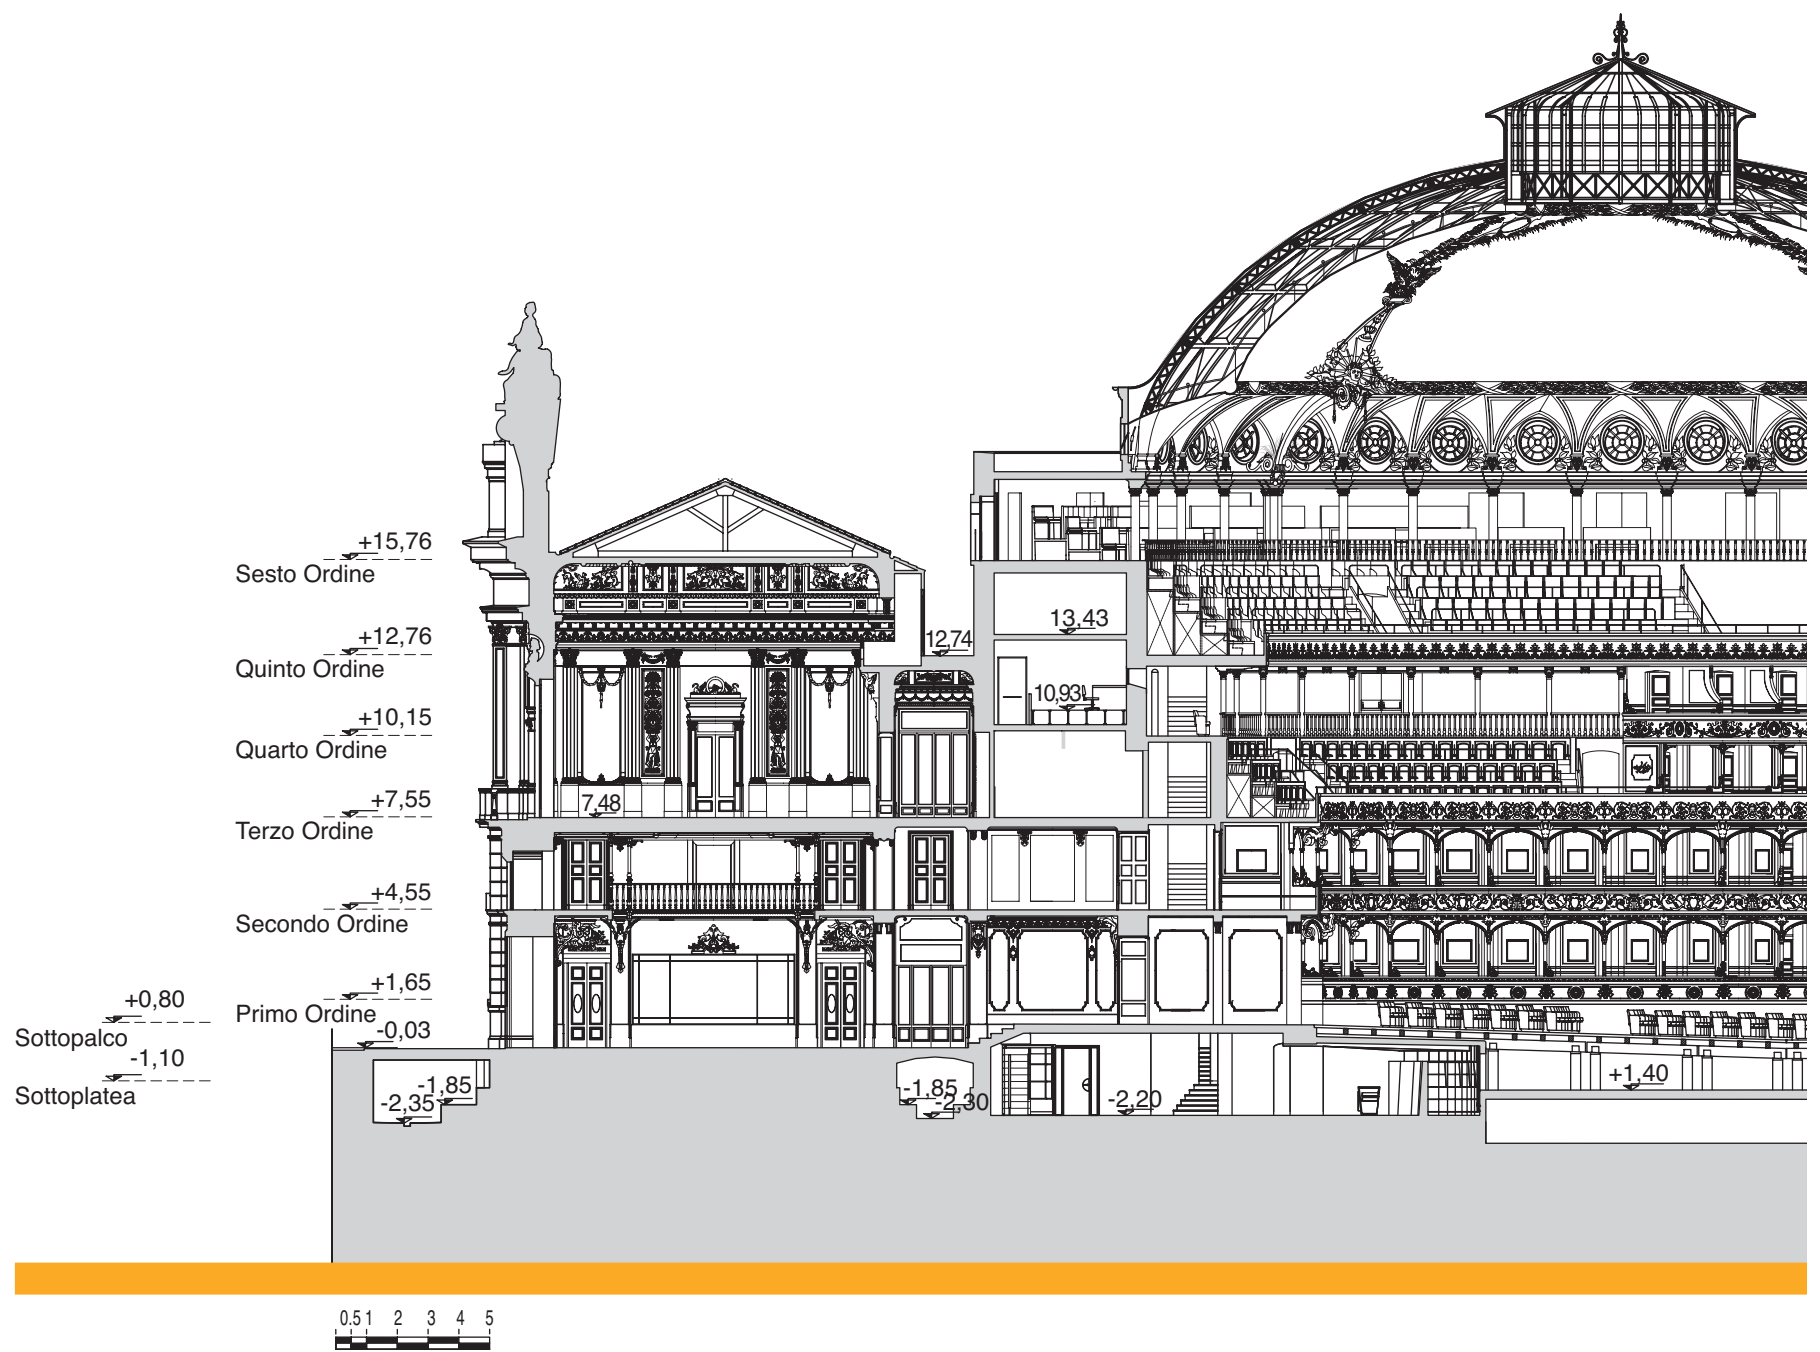 +15,76
Sesto Ordine
13,43
12,74
+12,76
Quinto Ordine
10,93
+10,15
Quarto Ordine
+7,55
7,48
Terzo Ordine
+4,55
Secondo Ordine
+1,65
Primo Ordine
+0,80
Sottopalco
-0,03
-1,10
Sottoplatea
+1,40
-1,85
-2,35
-1,85
-2,30
-2,20
0.5 1 2 3 4 5